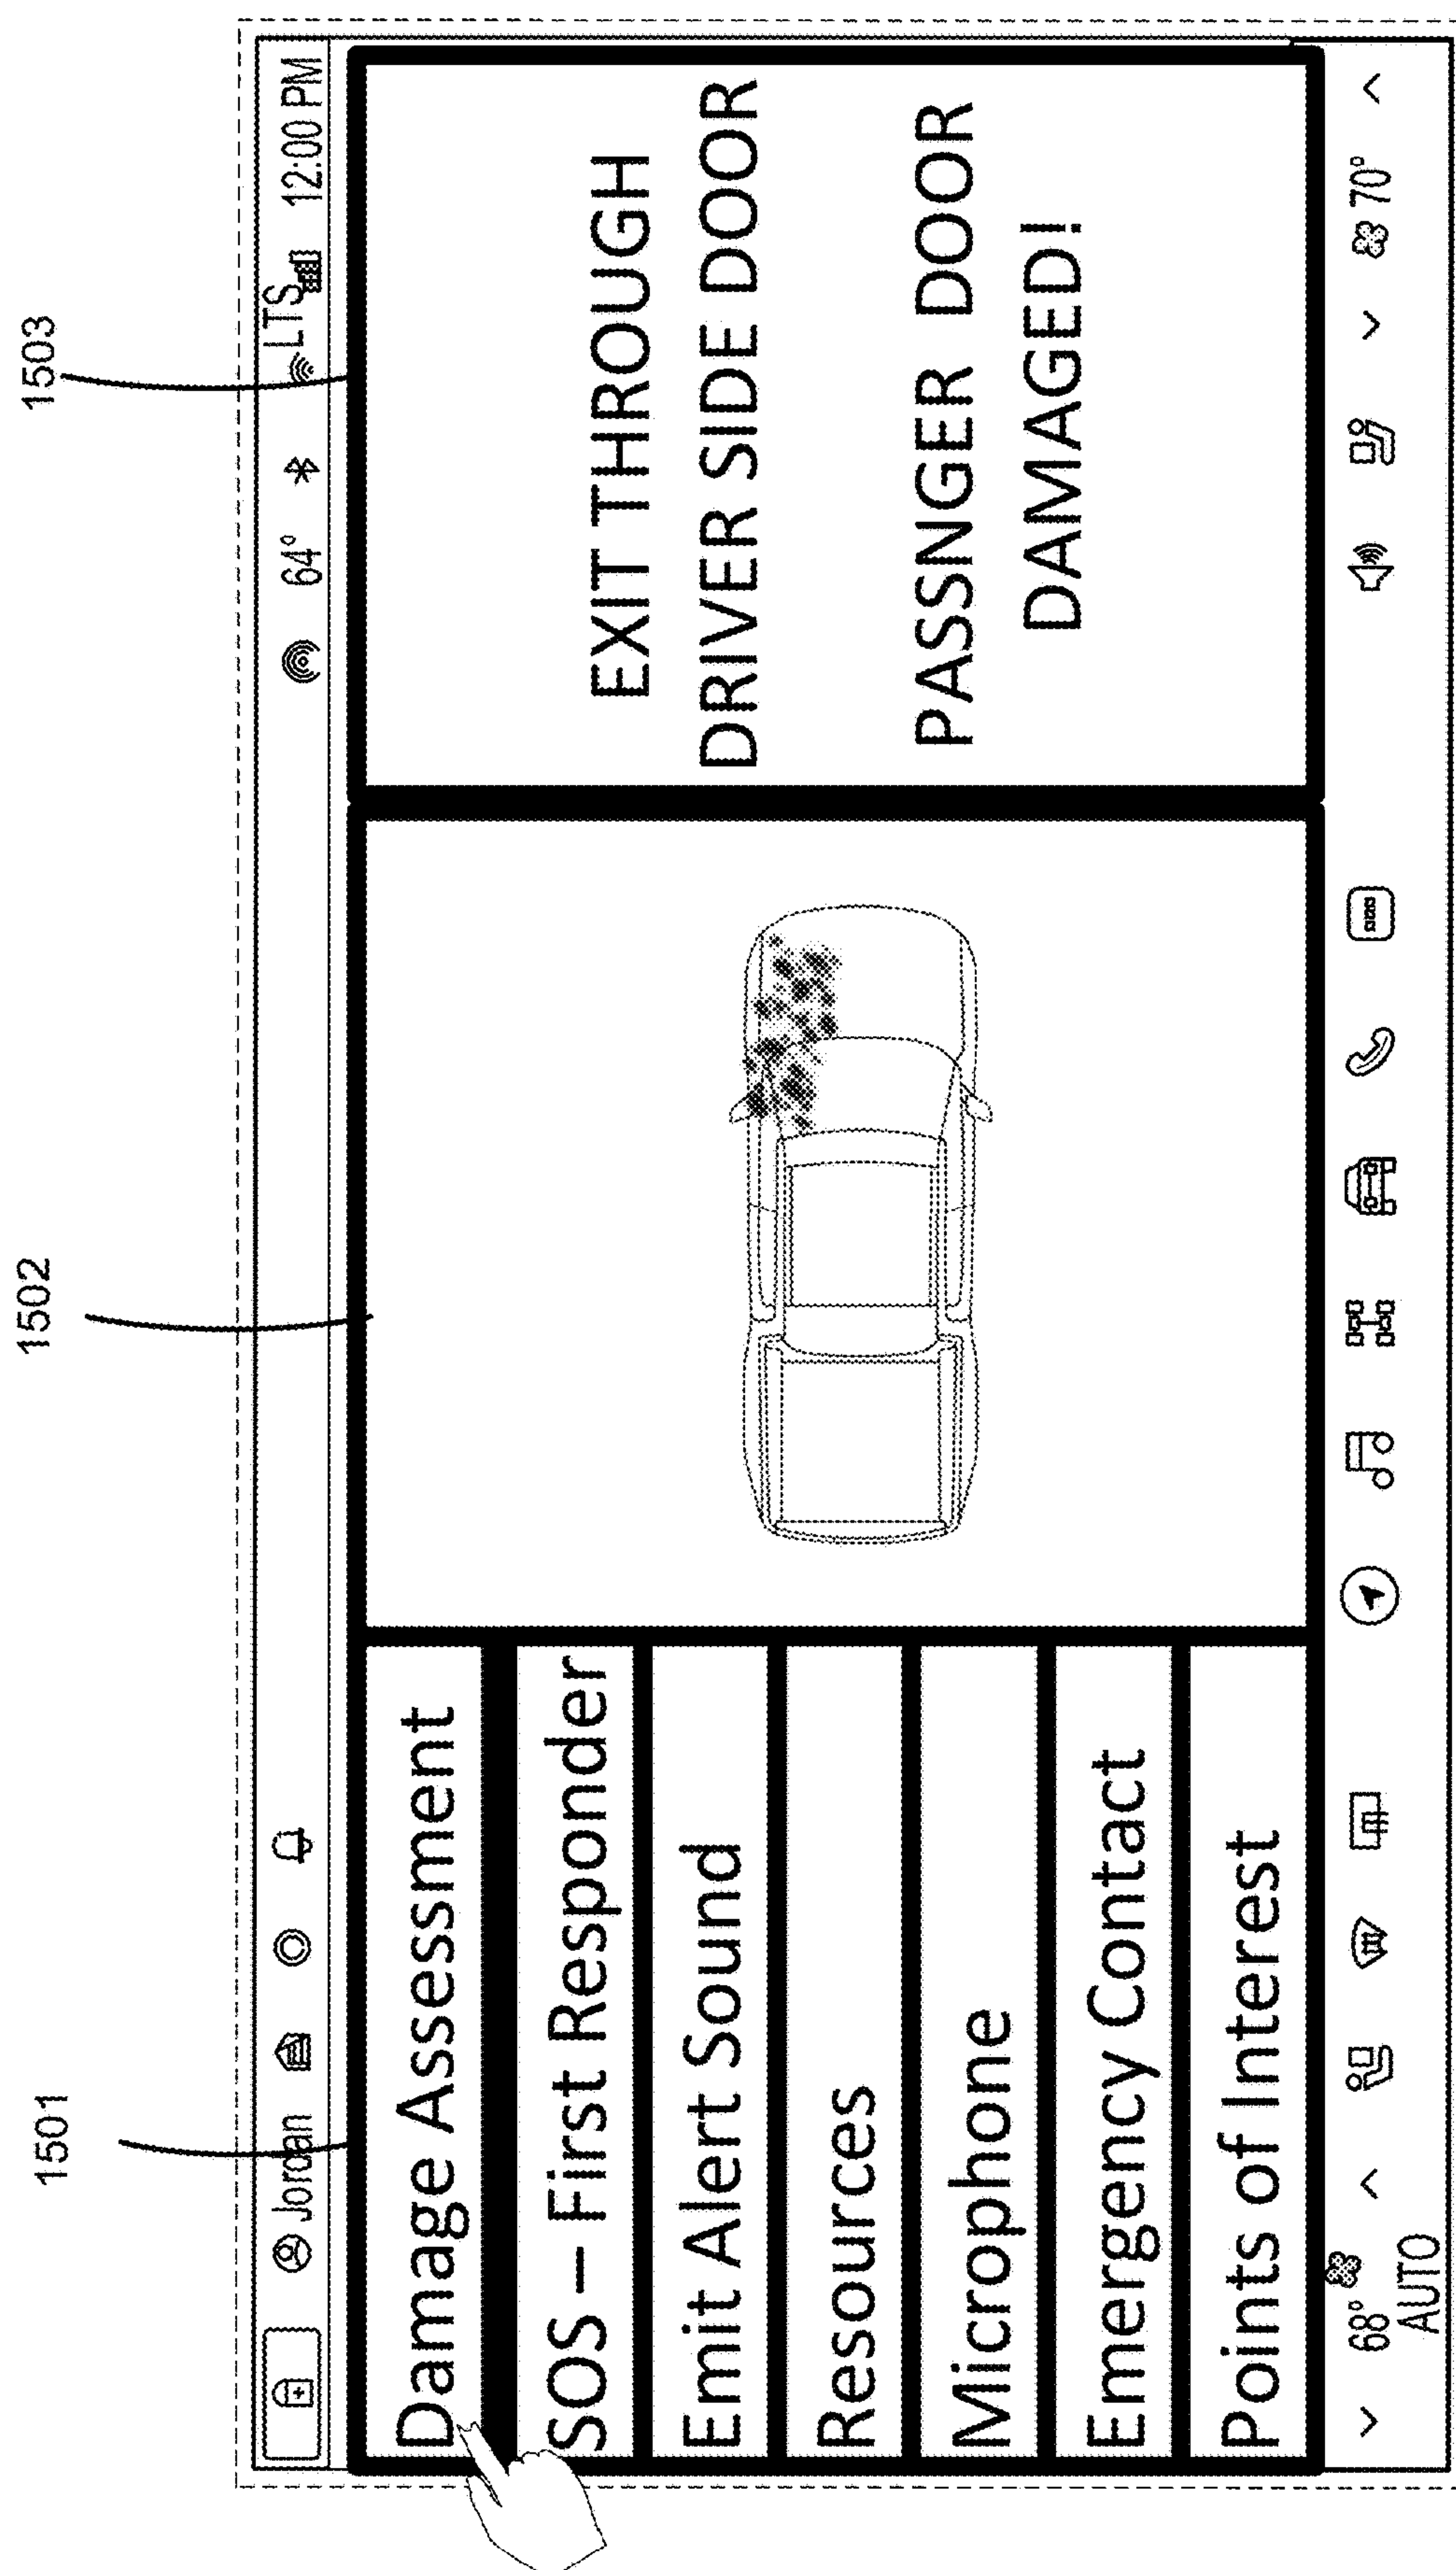 1501
1502
1503
Jordan
64°
LTS
12:00 PM
Damage Assessment
SOS – First Responder
Emit Alert Sound
Resources
Microphone
Emergency Contact
Points of Interest
EXIT THROUGH
DRIVER SIDE DOOR
PASSNGER DOOR
DAMAGED!
68°
AUTO
70°